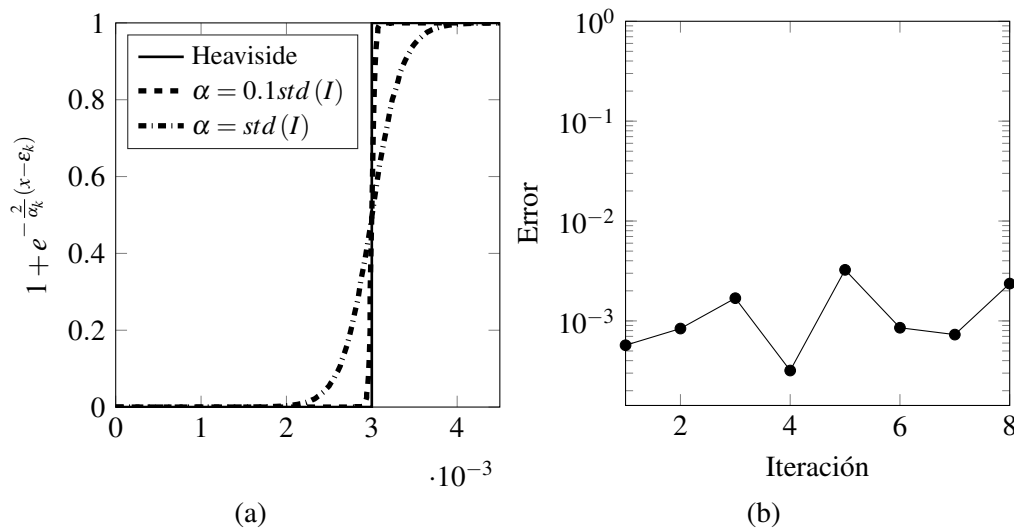 1
0.8
0.6
0.4
0.2
0
0
1
2
3
4
·10⁻³
1 + e^{-\frac{2}{α_k}(x−ε_k)}
Heaviside
α = 0.1std (I)
α = std (I)
(a)
10⁰
10⁻¹
10⁻²
10⁻³
Error
2
4
6
8
Iteración
(b)